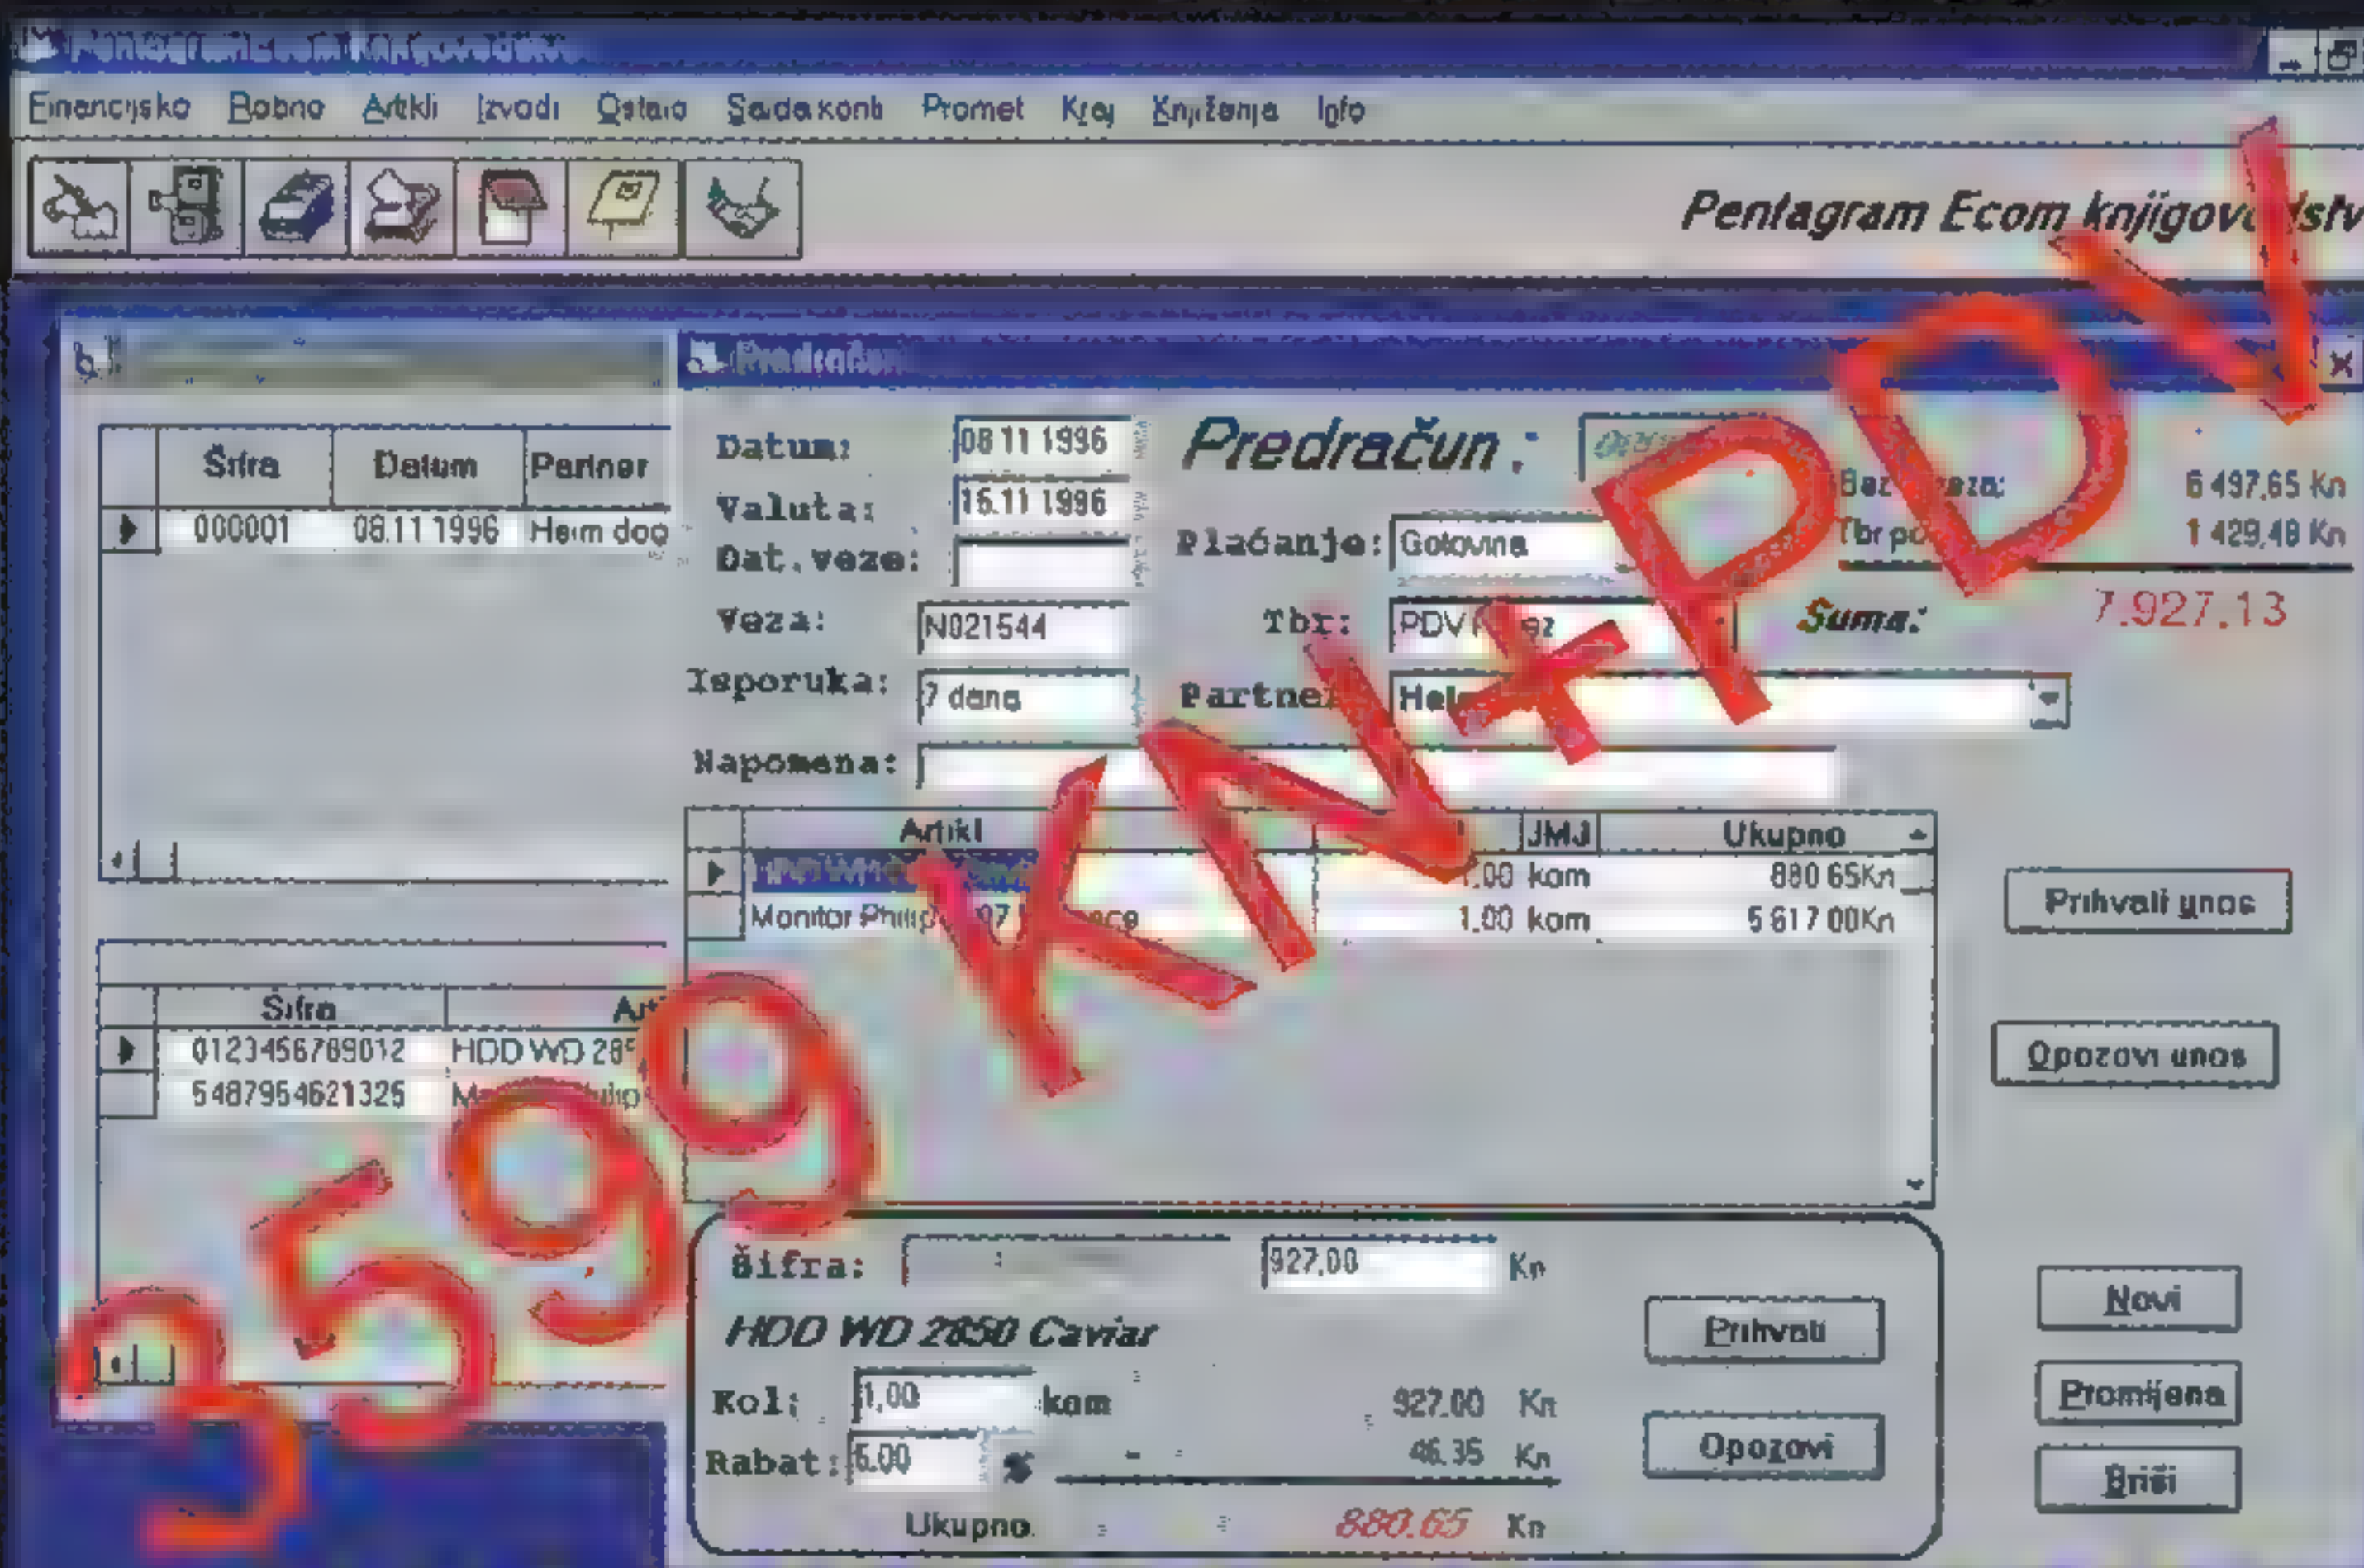 Financijsko Robno Artikli Izvodi Ostalo Saldakonti Promet Kraj Knjiženja Info
Pentagram Ecom
Predračun
Šifra Datum Partner
000001 08.11 1996
Datum: 08 11 1996
Predračun:
Valuta: 15.11 1996
Plaćanje: Gotovina
Dat.veze:
6 497,65 Kn
1 429,48 Kn
Veza: N021544
Tbr: PDV
Suma: 7.927.13
Isporuka: 7 dana
Napomena:
Artikl JMJ Ukupno
1.00 kom 880 65Kn
Monitor 1.00 kom 5 617 00Kn
Prihvati unos
Opozovi unos
Šifra
0123456789012 HDD WD
5487954621325
3599 KN + PDV
Šifra: 927,00 Kn
HDD WD 2850 Caviar
Prihvati
Kol: 1,00 kom 927.00 Kn
Rabat: 5.00 % - 46.35 Kn
Opozovi
Ukupno 880.65 Kn
Novi
Promijena
Briši